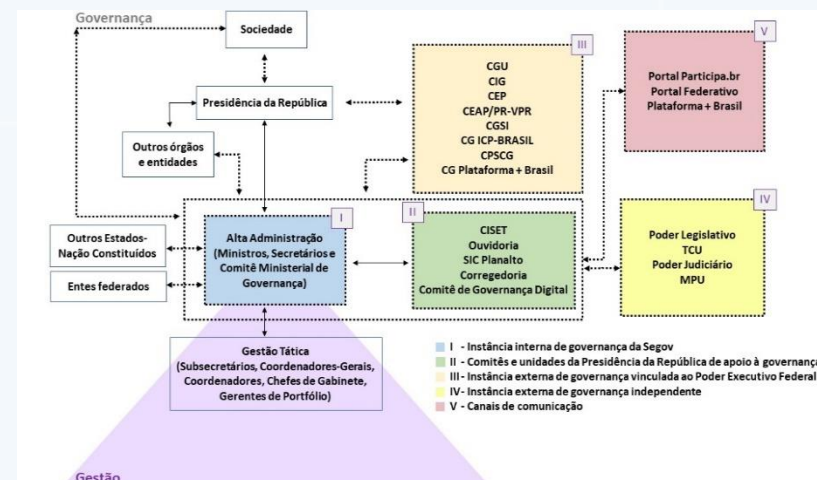 Governança
Sociedade
Presidência da República
Outros órgãos
e entidades
III
CGU
CIG
CEP
CEAP/PR-VPR
CGSI
CG ICP-BRASIL
CPSCG
CG Plataforma + Brasil
V
Portal Participa.br
Portal Federativo
Plataforma + Brasil
Outros Estados-
Nação Constituídos
Entes federados
I
Alta Administração
(Ministros, Secretários e
Comitê Ministerial de
Governança)
II
CISET
Ouvidoria
SIC Planalto
Corregedoria
Comitê de Governança Digital
IV
Poder Legislativo
TCU
Poder Judiciário
MPU
Gestão Tática
(Subsecretários, Coordenadores-Gerais,
Coordenadores, Chefes de Gabinete,
Gerentes de Portfólio)
I - Instância interna de governança da Segov
II - Comitês e unidades da Presidência da República de apoio à governança
III - Instância externa de governança vinculada ao Poder Executivo Federal
IV - Instância externa de governança independente
V - Canais de comunicação
Gestão